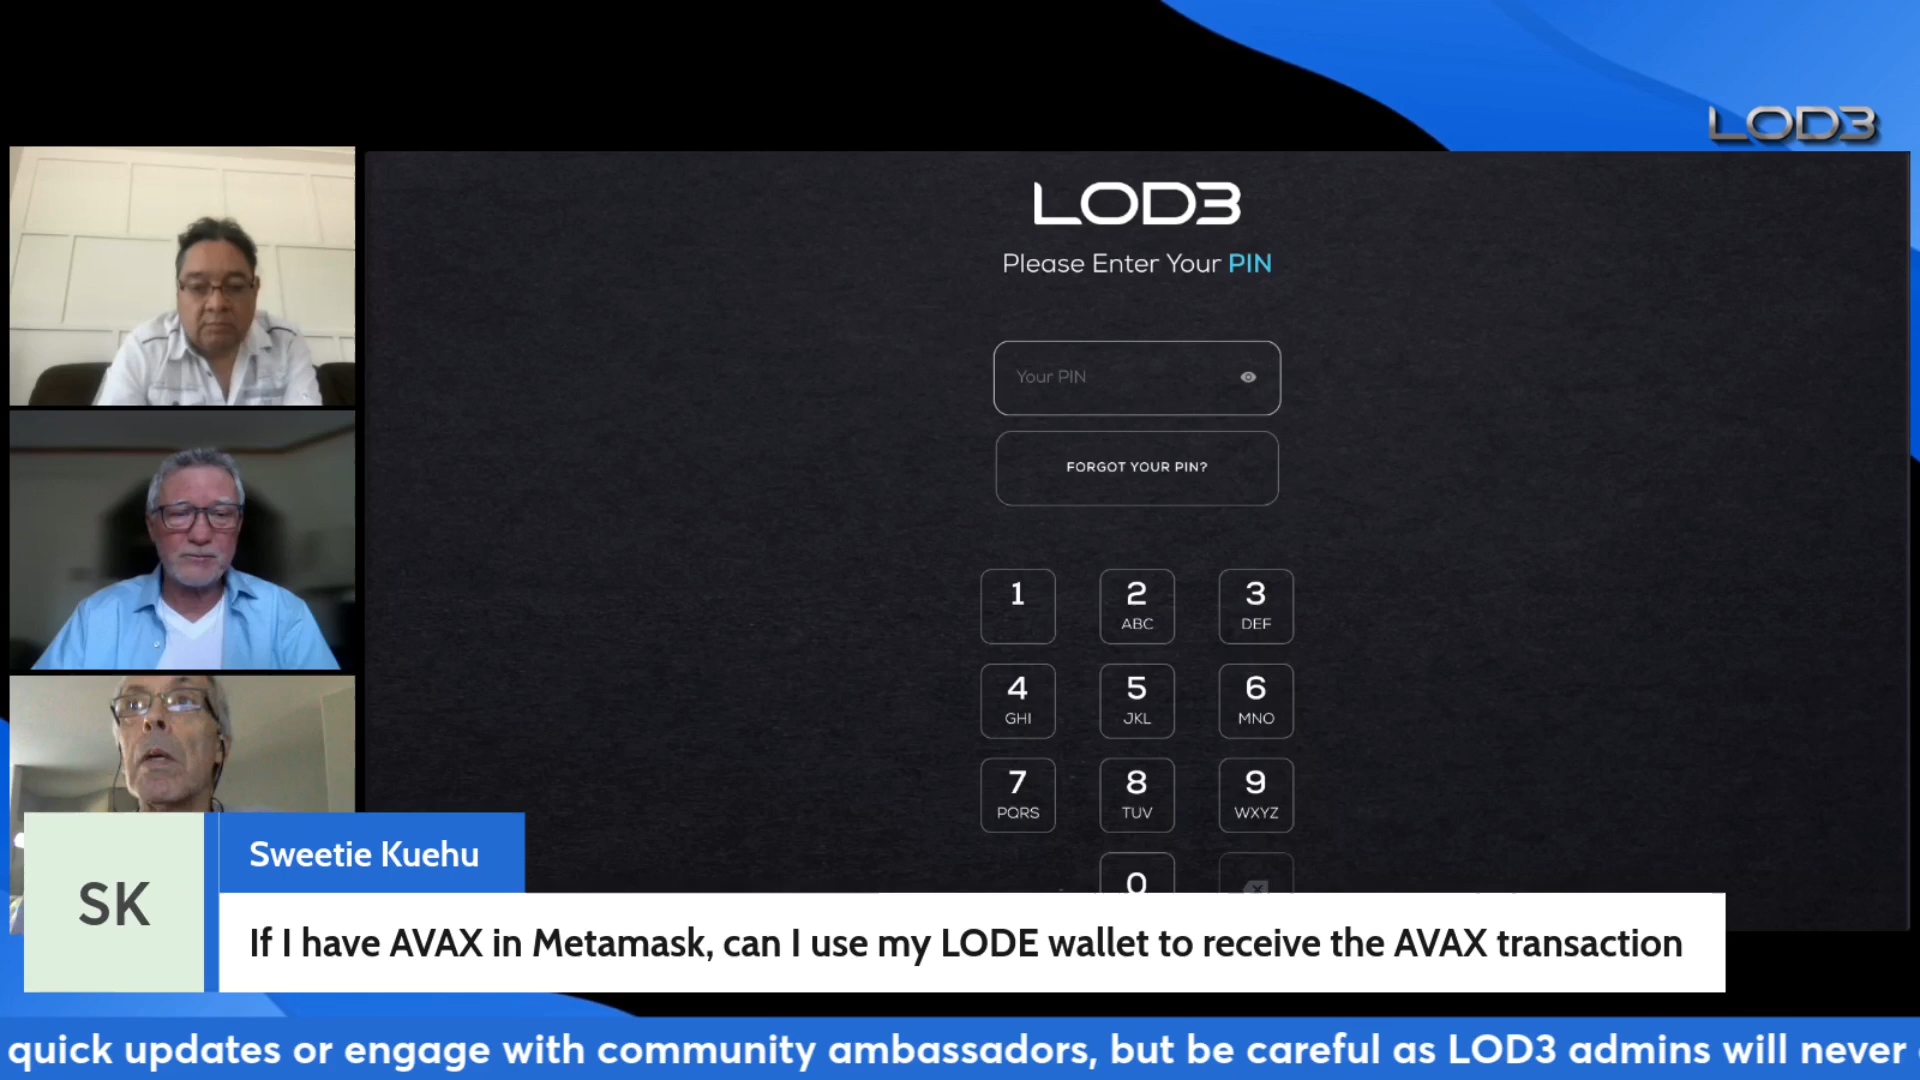 LOD3
LOD3
Please Enter Your PIN
Your PIN
FORGOT YOUR PIN?
1
2
ABC
3
DEF
4
GHI
5
JKL
6
MNO
7
PQRS
8
TUV
9
WXYZ
0
SK
Sweetie Kuehu
If I have AVAX in Metamask, can I use my LODE wallet to receive the AVAX transaction
quick updates or engage with community ambassadors, but be careful as LOD3 admins will never